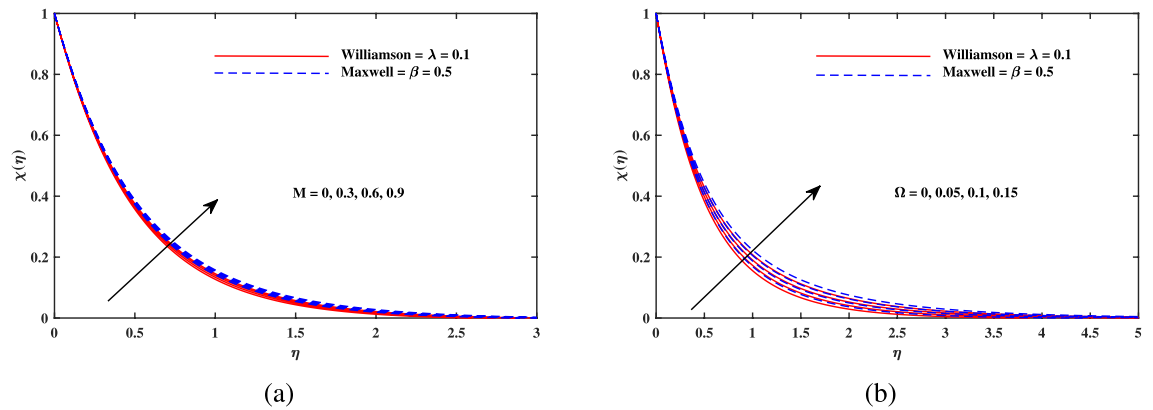 1
0.8
0.6
0.4
0.2
0
χ(η)
Williamson = λ = 0.1
Maxwell = β = 0.5
M = 0, 0.3, 0.6, 0.9
0 0.5 1 1.5 2 2.5 3
η
(a)
1
0.8
0.6
0.4
0.2
0
χ(η)
Williamson = λ = 0.1
Maxwell = β = 0.5
Ω = 0, 0.05, 0.1, 0.15
0 0.5 1 1.5 2 2.5 3 3.5 4 4.5 5
η
(b)